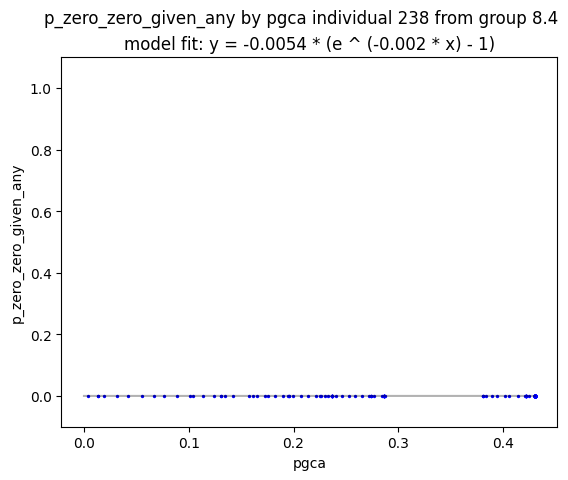 p_zero_zero_given_any by pgca individual 238 from group 8.4
model fit: y = -0.0054 * (e ^ (-0.002 * x) - 1)
1.0
0.8
0.6
0.4
0.2
0.0
p_zero_zero_given_any
0.0 0.1 0.2 0.3 0.4
pgca